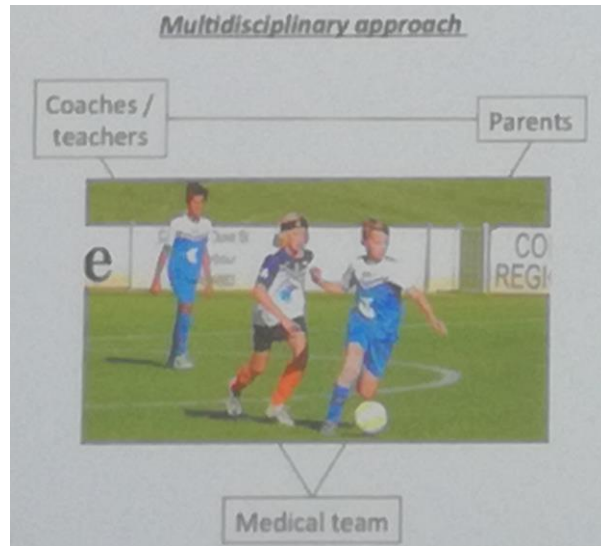 Multidisciplinary approach
Coaches /
teachers
Parents
e
CO
REGI
Medical team